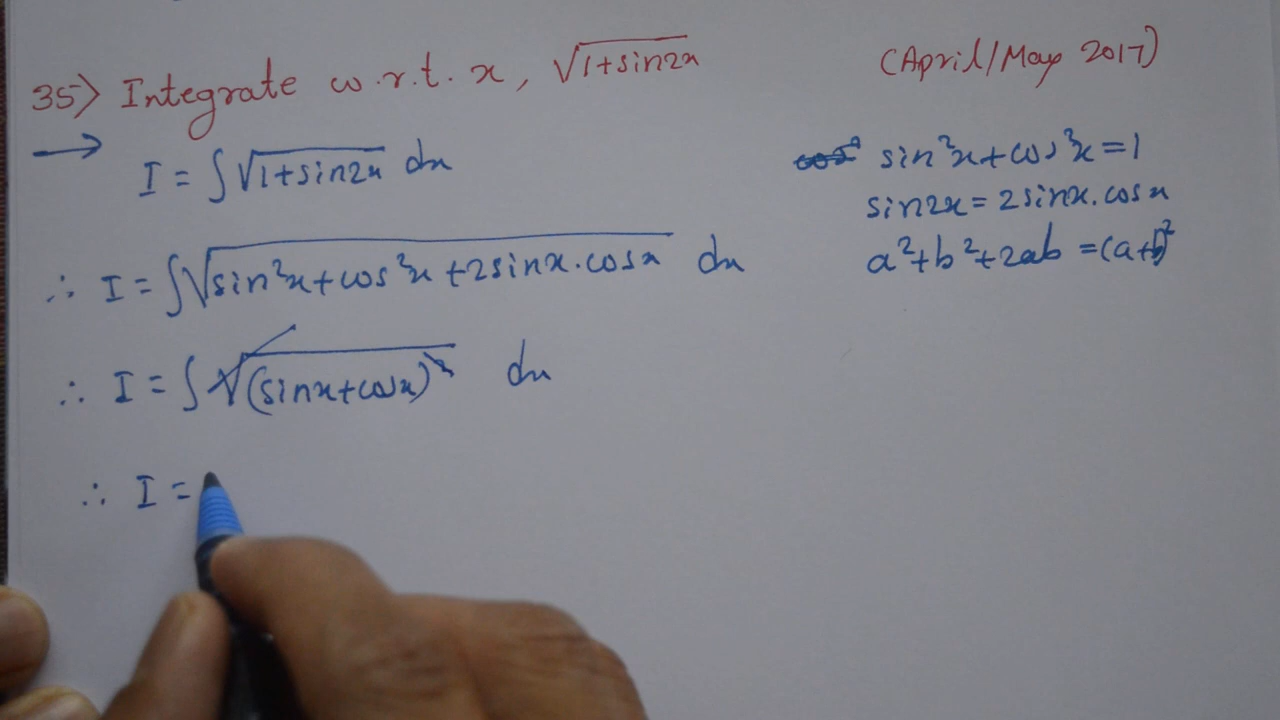 35) Integrate w.r.t. x, √1+sin2x (April/May 2017)
→ I = ∫√1+sin2x dx
∴ I = ∫√sin²x+cos²x+2sinx.cosx dx
∴ I = ∫√(sinx+cosx)² dx
∴ I =
sin²x+cos²x=1
sin2x = 2sinx.cosx
a²+b²+2ab =(a+b)²